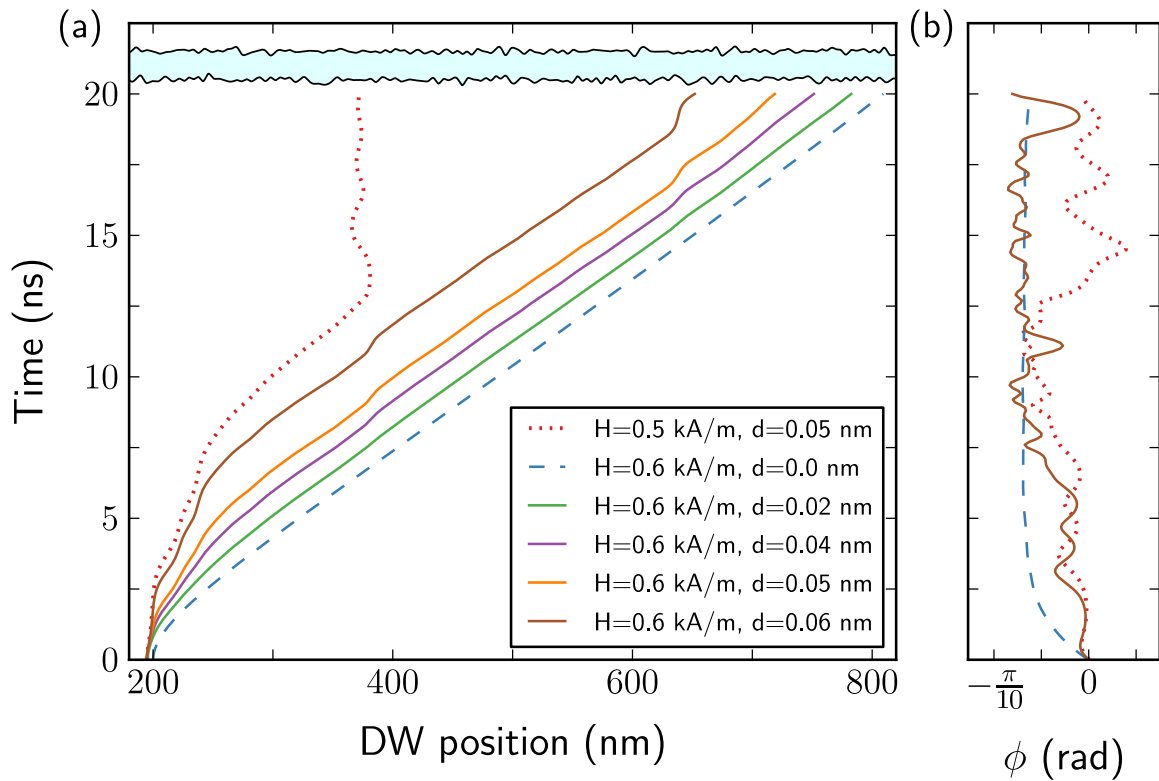 (a)
(b)
20
15
10
5
0
Time (ns)
H=0.5 kA/m, d=0.05 nm
H=0.6 kA/m, d=0.0 nm
H=0.6 kA/m, d=0.02 nm
H=0.6 kA/m, d=0.04 nm
H=0.6 kA/m, d=0.05 nm
H=0.6 kA/m, d=0.06 nm
200 400 600 800
DW position (nm)
−π/10 0
ϕ (rad)